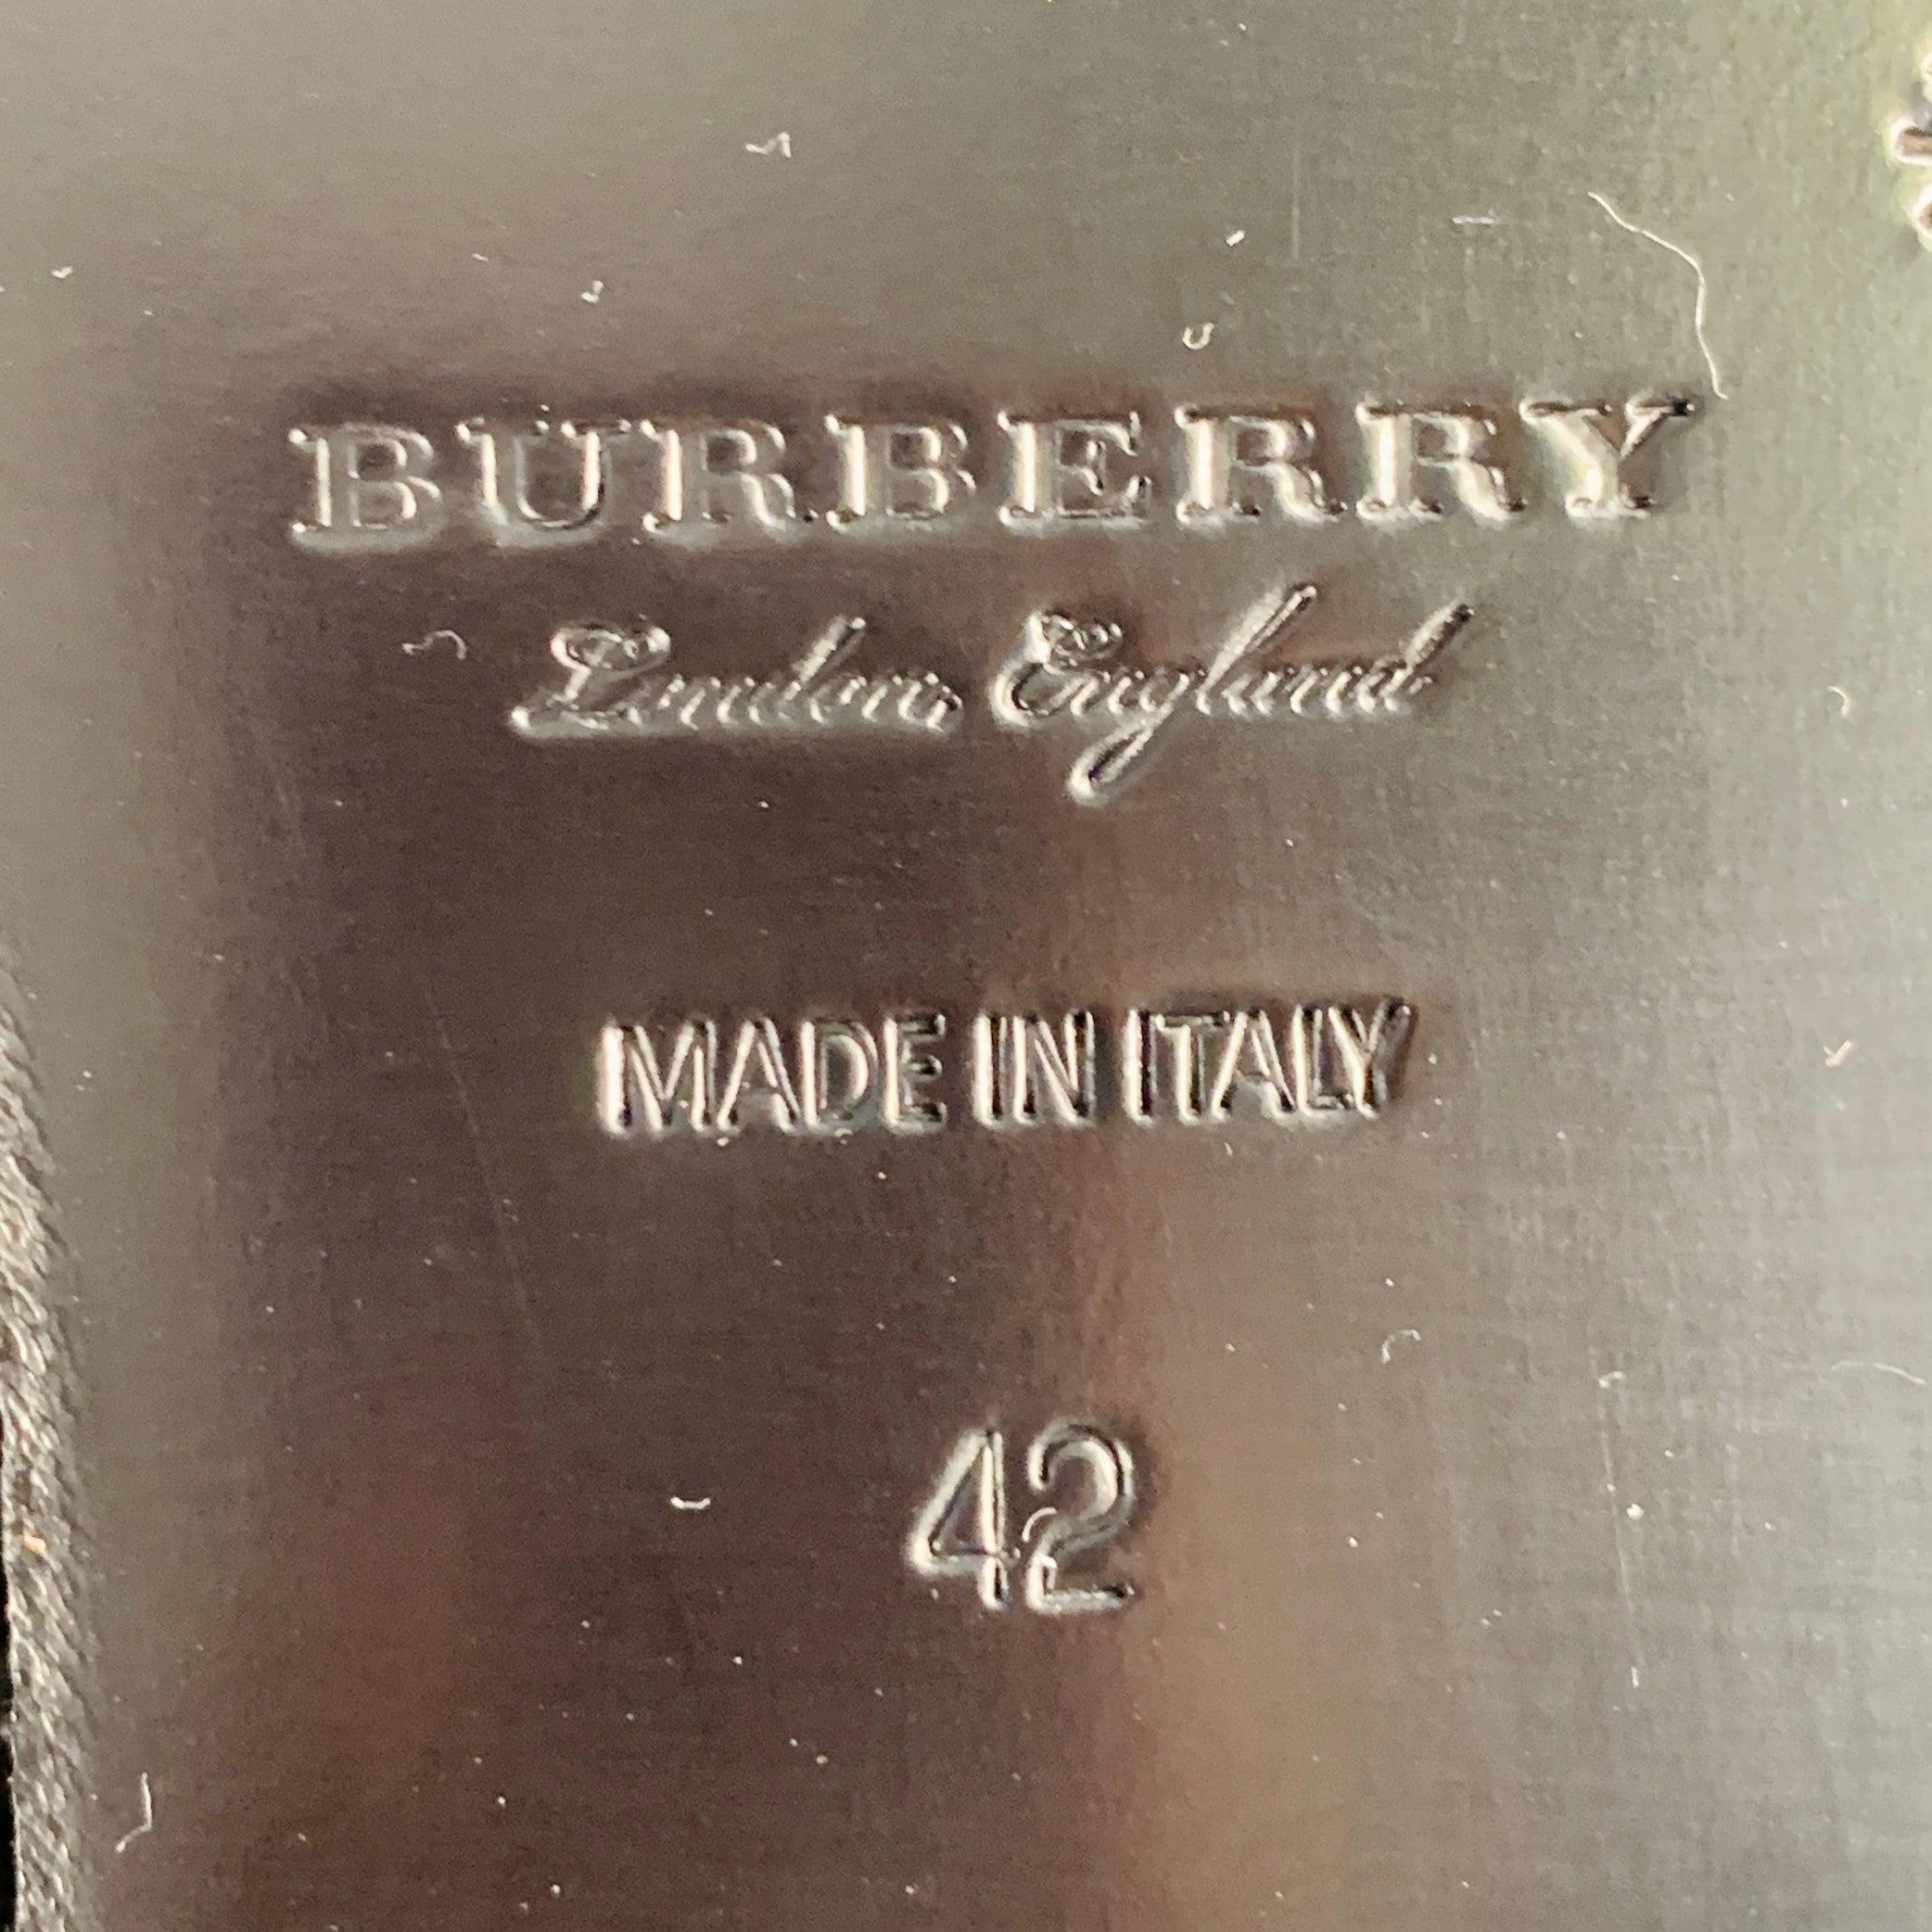 BURBERRY
London, England
MADE IN ITALY
42